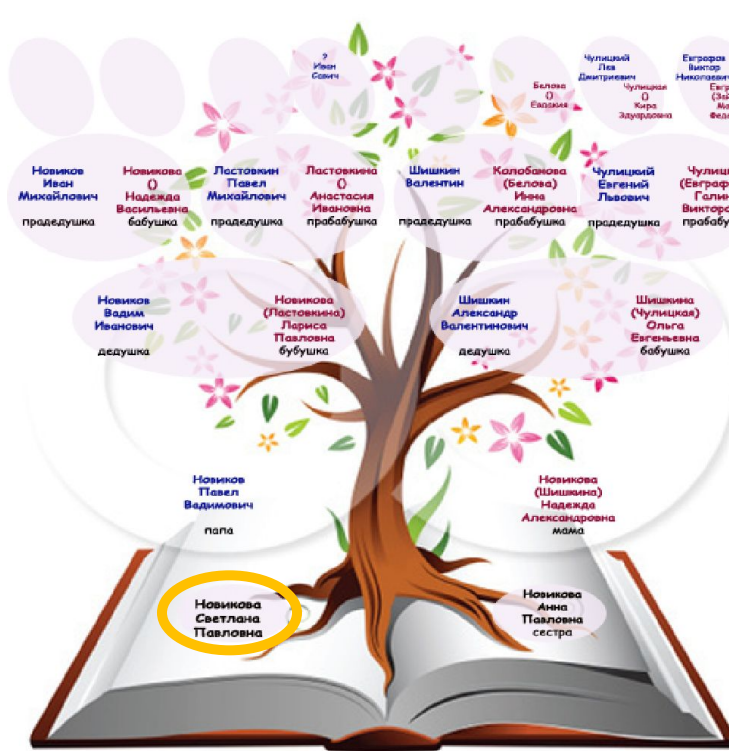 ?
Иван
Савич
Белова
()
Евдокия
Чулицкий
Лев
Дмитриевич
Чулицкая
()
Кира
Эдуардовна
Евграфов
Виктор
Николаевич
Новиков
Иван
Михайлович
прадедушка
Новикова
()
Надежда
Васильевна
бабушка
Ластовкин
Павел
Михайлович
прадедушка
Ластовкина
()
Анастасия
Ивановна
прабабушка
Шишкин
Валентин
прадедушка
Калабанова
(Белова)
Инна
Александровна
прабабушка
Чулицкий
Евгений
Львович
прадедушка
Новиков
Вадим
Иванович
дедушка
Новикова
(Ластовкина)
Лариса
Павловна
бубушка
Шишкин
Александр
Валентинович
дедушка
Шишкина
(Чулицкая)
Ольга
Евгеньевна
бабушка
Новиков
Павел
Вадимович
папа
Новикова
(Шишкина)
Надежда
Александровна
мама
Новикова
Светлана
Павловна
Новикова
Анна
Павловна
сестра